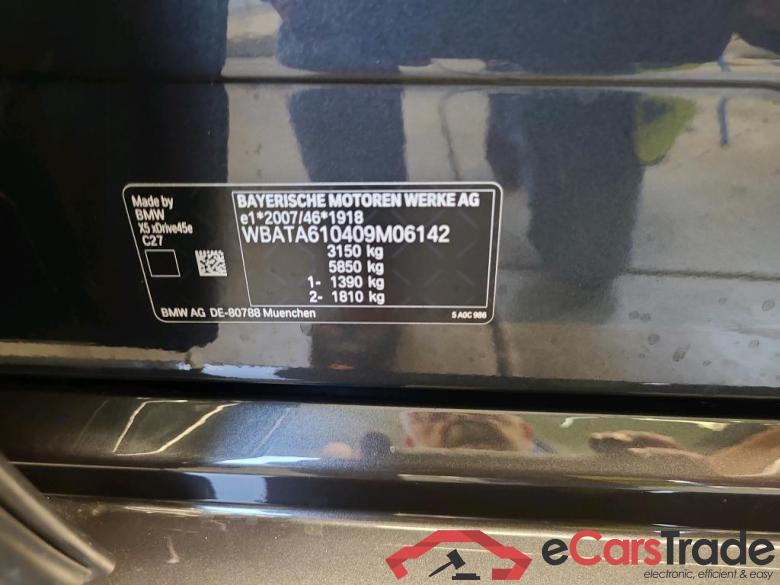 Made by
BMW
X5 xDrive45e
C27
BAYERISCHE MOTOREN WERKE AG
e1*2007/46*1918
WBATA610409M06142
3150 kg
5850 kg
1- 1390 kg
2- 1810 kg
BMW AG DE-80788 Muenchen
5 A0C 986
eCarsTrade
electronic, efficient & easy